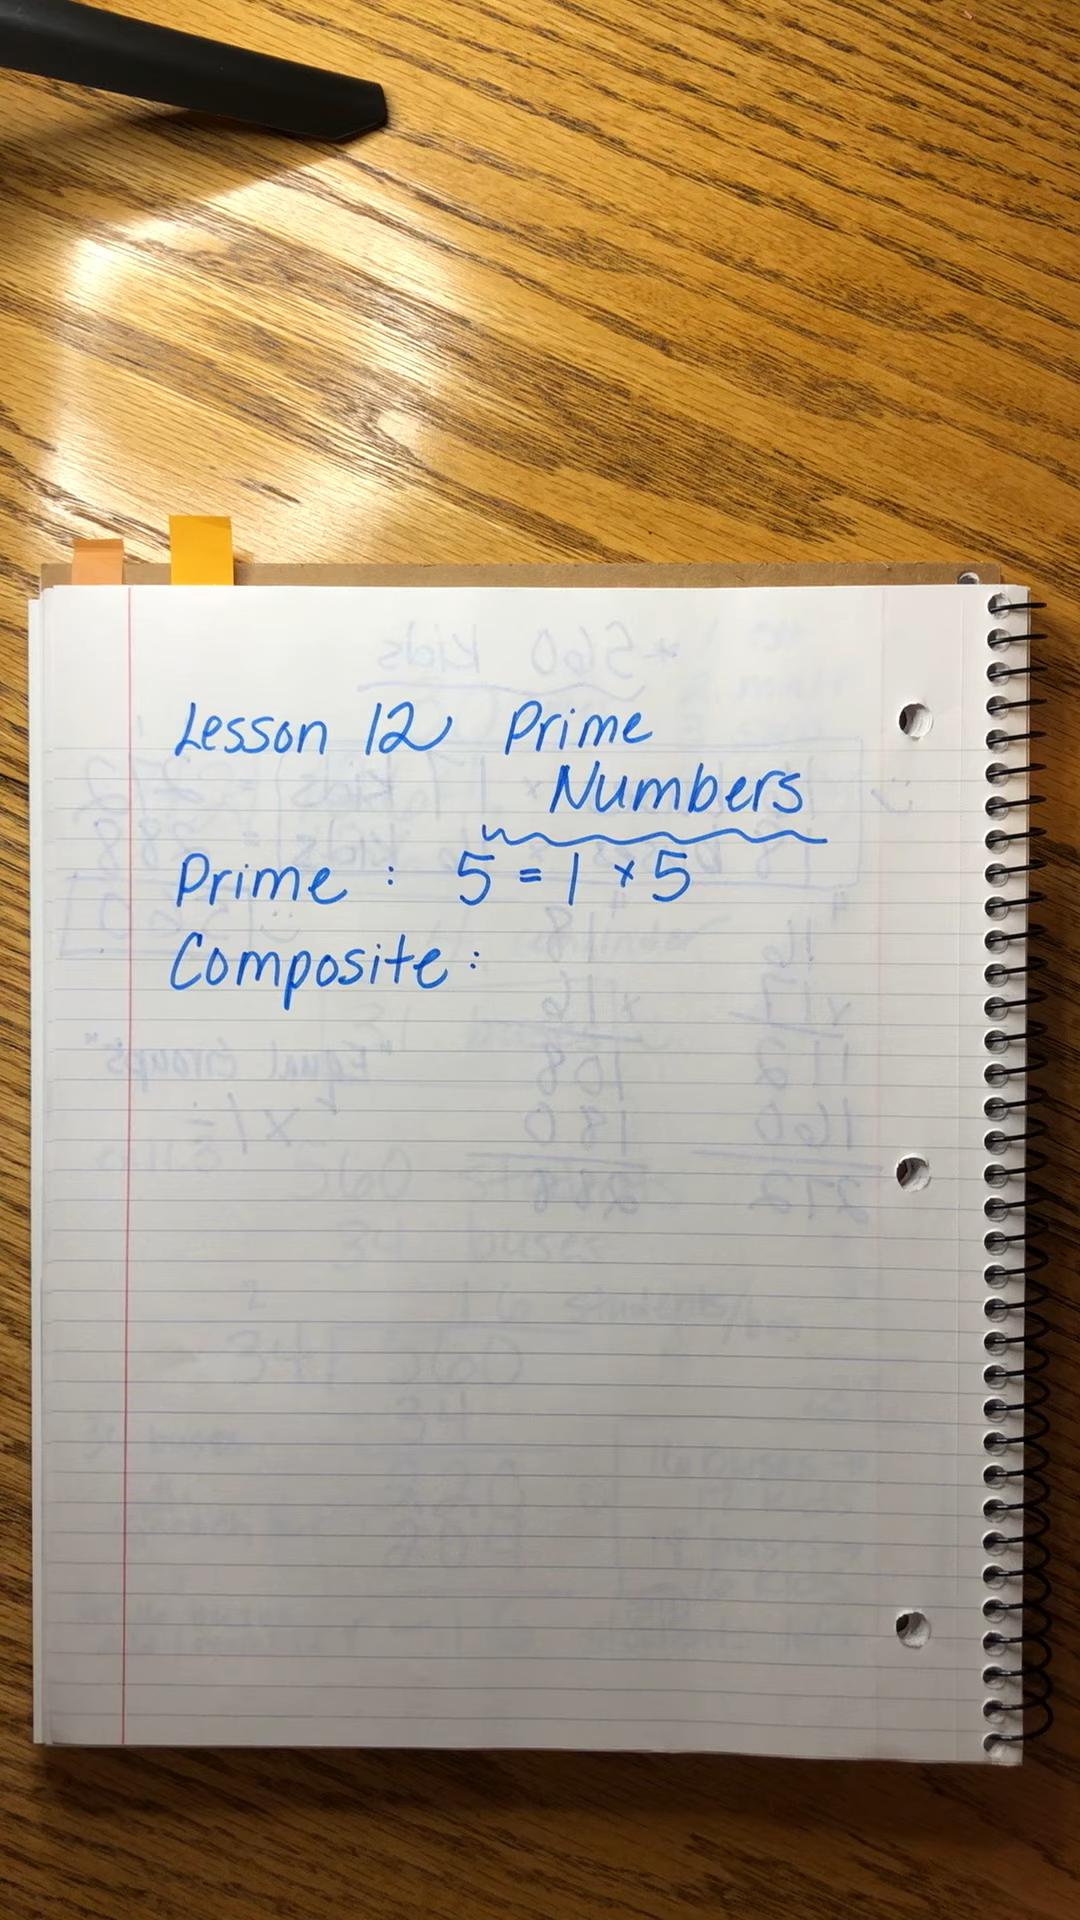 Lesson 12 Prime
Numbers
Prime : 5 = 1 × 5
Composite :